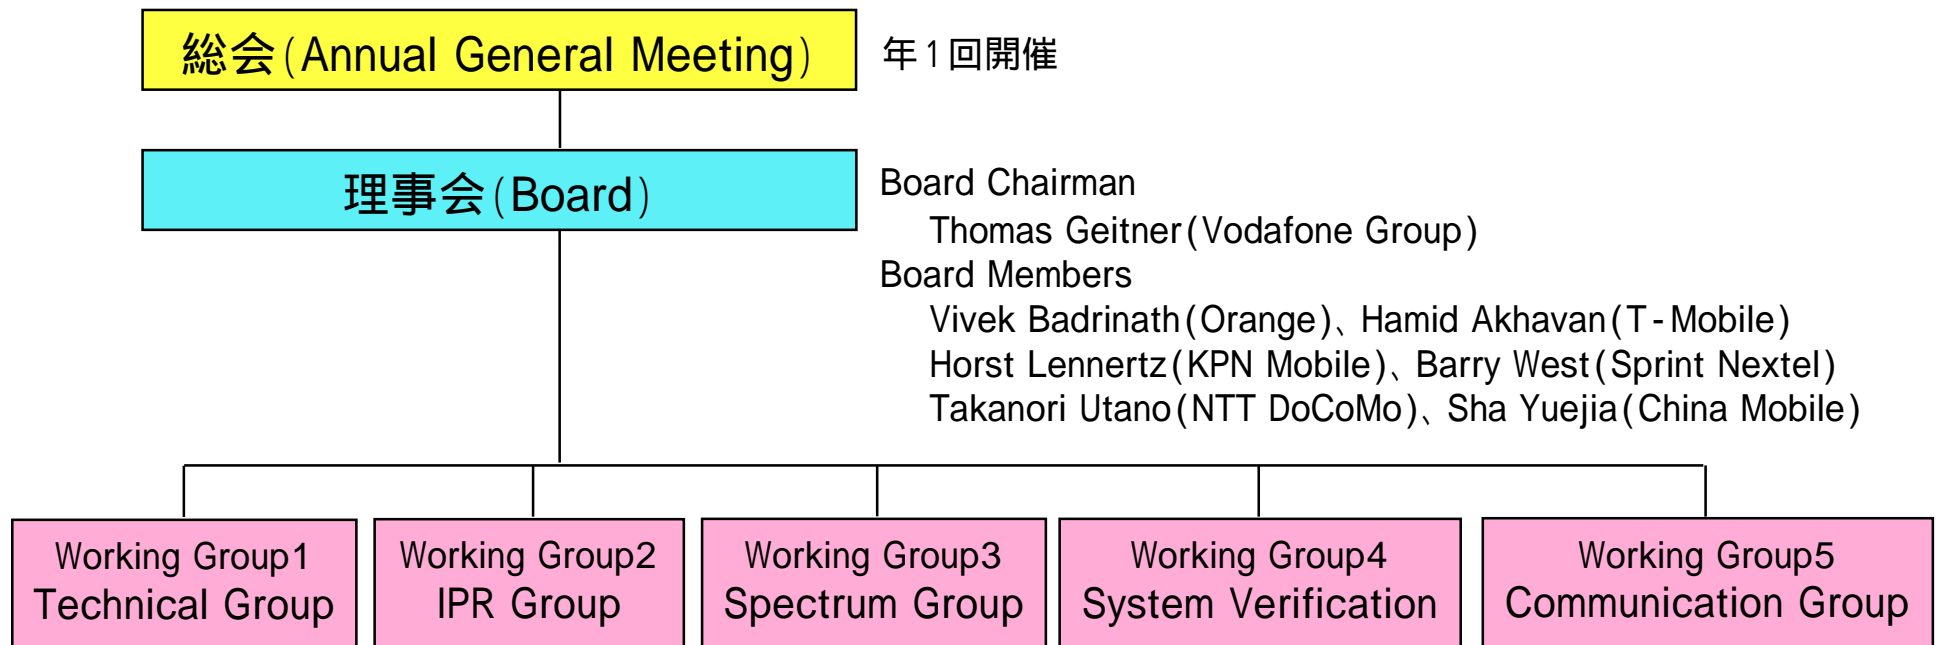 総会(Annual General Meeting)
年1回開催
理事会(Board)
Board Chairman
Thomas Geitner(Vodafone Group)
Board Members
Vivek Badrinath(Orange)、Hamid Akhavan(T-Mobile)
Horst Lennertz(KPN Mobile)、Barry West(Sprint Nextel)
Takanori Utano(NTT DoCoMo)、Sha Yuejia(China Mobile)
Working Group1
Technical Group
Working Group2
IPR Group
Working Group3
Spectrum Group
Working Group4
System Verification
Working Group5
Communication Group